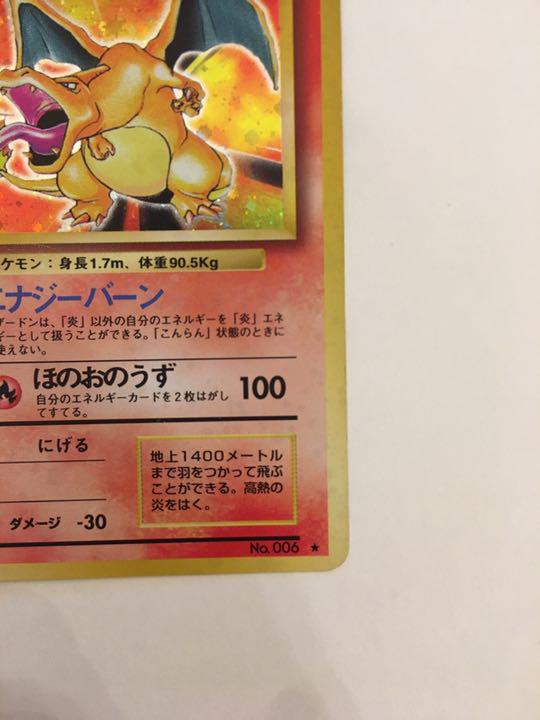 ケモン：身長1.7m、体重90.5Kg
エナジーバーン
ザードンは、「炎」以外の自分のエネルギーを「炎」エネ
ギーとして扱うことができる。「こんらん」状態のときに
使えない。
ほのおのうず 100
自分のエネルギーカードを2枚はがし
てすてる。
にげる
地上1400メートル
まで羽をつかって飛ぶ
ことができる。高熱の
炎をはく。
ダメージ -30
No. 006 ★